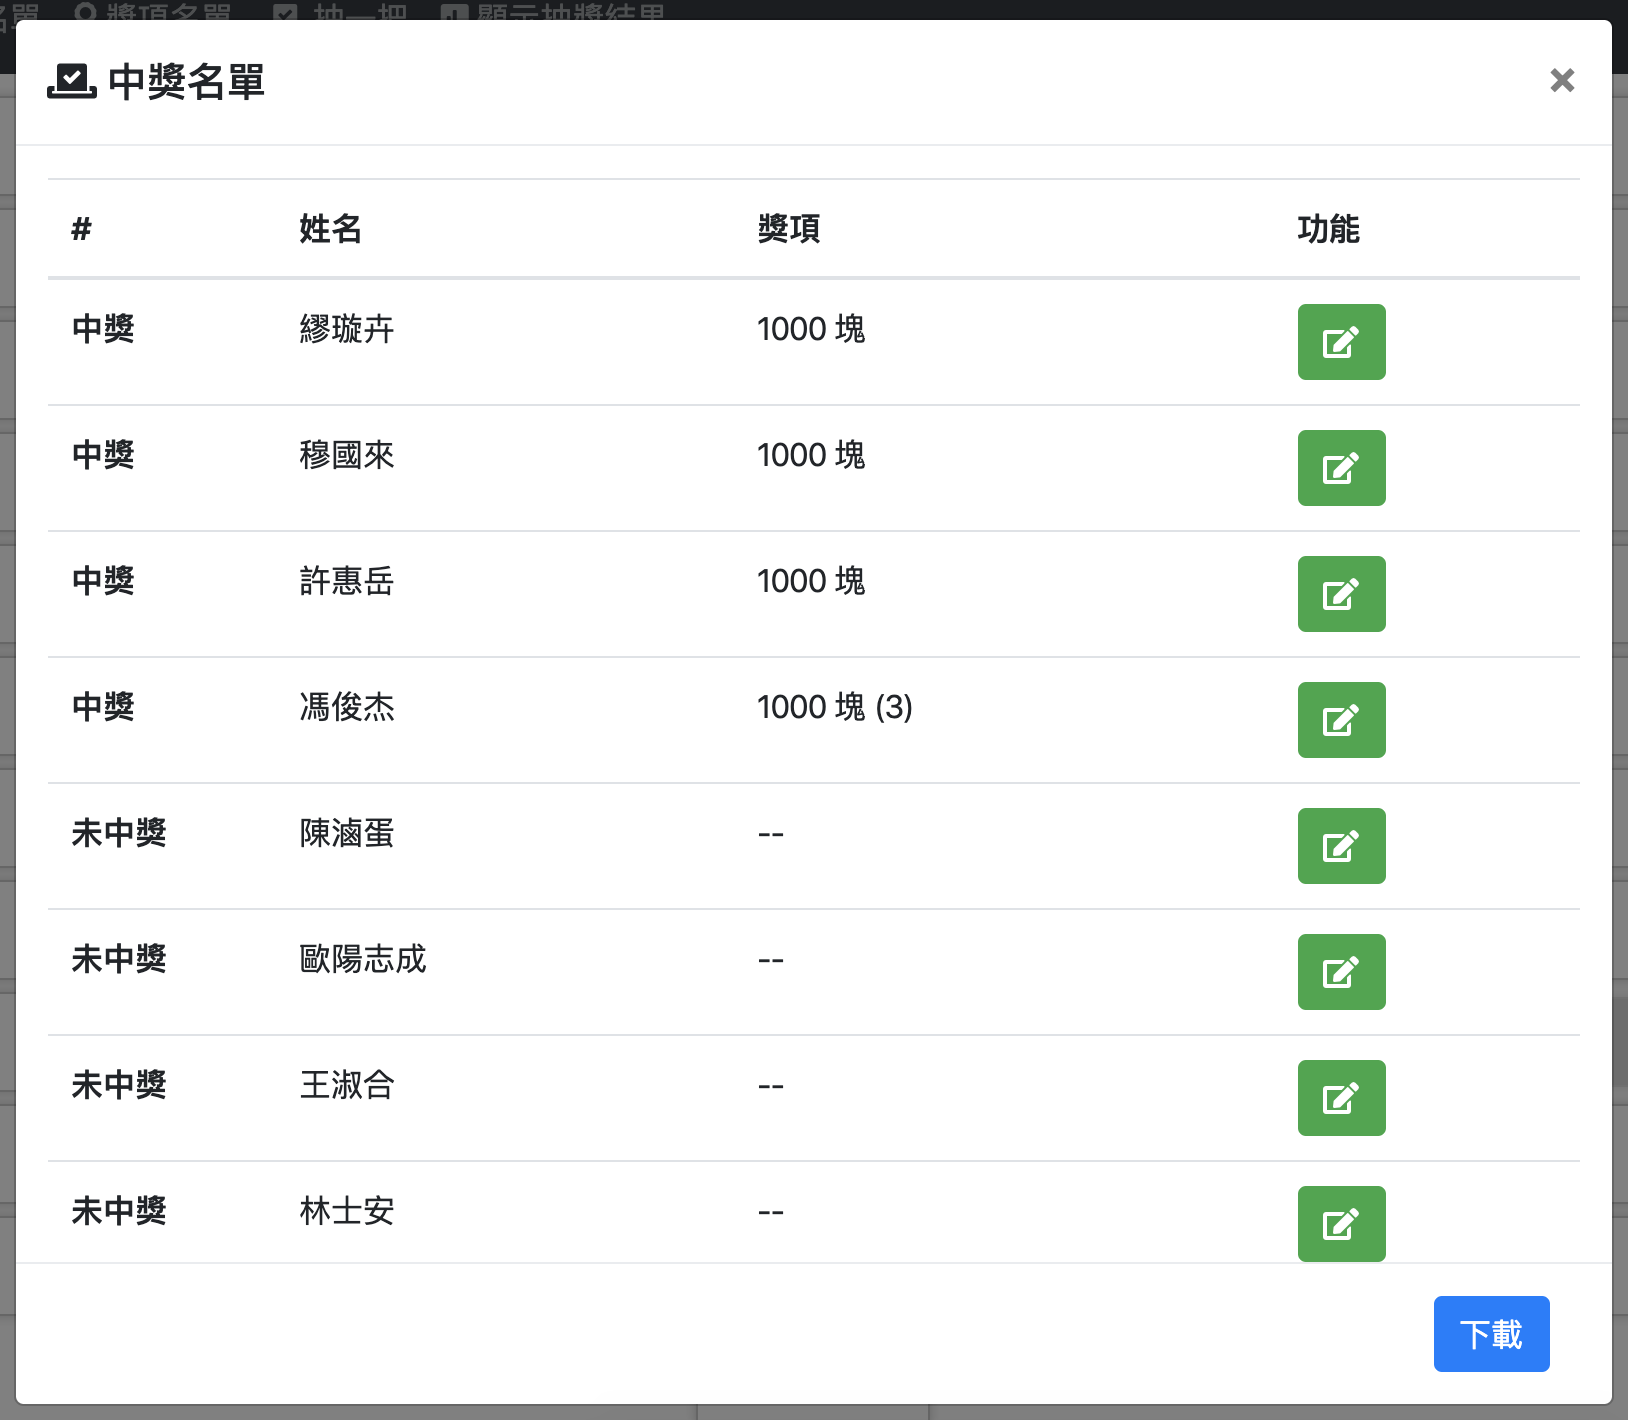 名單 獎項名單 抽一把 顯示抽獎結果
中獎名單 ×
# 姓名 獎項 功能
中獎 繆璇卉 1000 塊
中獎 穆國來 1000 塊
中獎 許惠岳 1000 塊
中獎 馮俊杰 1000 塊 (3)
未中獎 陳滷蛋 --
未中獎 歐陽志成 --
未中獎 王淑合 --
未中獎 林士安 --
下載